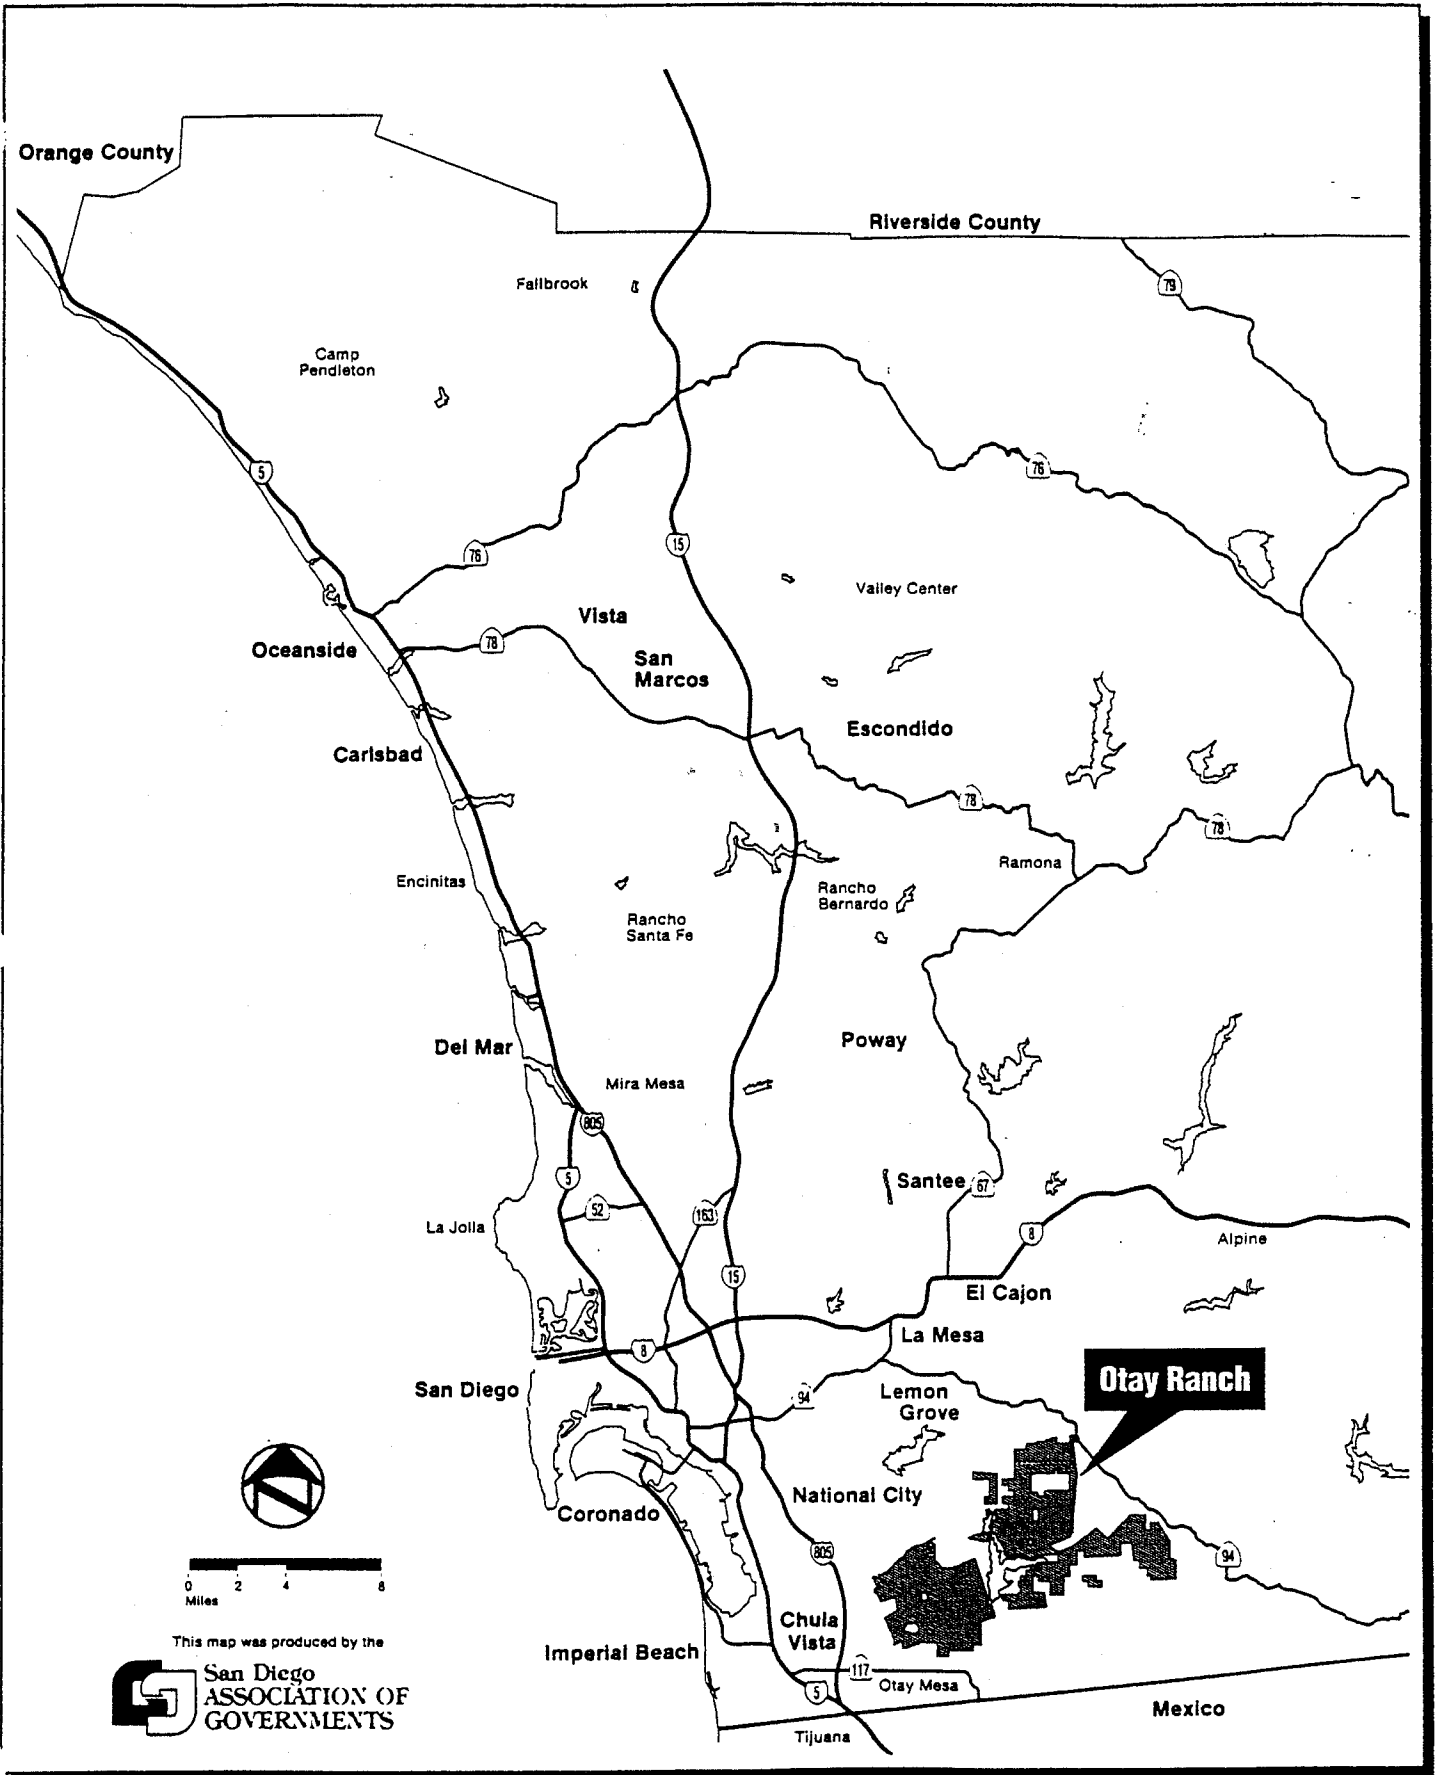 Orange County
Riverside County
79
Fallbrook
Camp
Pendleton
5
76
76
15
Valley Center
Vista
78
Oceanside
San
Marcos
Escondido
Carlsbad
78
78
Ramona
Encinitas
Rancho
Bernardo
Rancho
Santa Fe
Poway
Del Mar
Mira Mesa
805
5
Santee
67
52
163
La Jolla
8
Alpine
15
El Cajon
La Mesa
8
Otay Ranch
San Diego
94
Lemon
Grove
National City
Coronado
805
94
0 2 4 8
Miles
Chula
Vista
This map was produced by the
Imperial Beach
San Diego
ASSOCIATION OF
GOVERNMENTS
117
Otay Mesa
5
Mexico
Tijuana